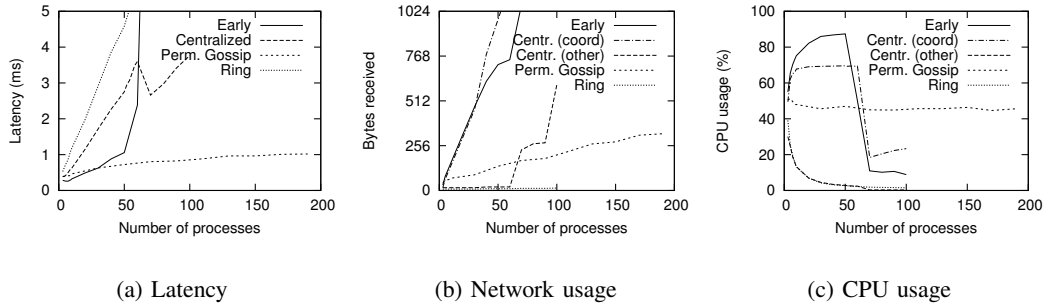 5
4
3
2
1
0
Latency (ms)
0 50 100 150 200
Number of processes
Early
Centralized
Perm. Gossip
Ring
(a) Latency
1024
768
512
256
0
Bytes received
0 50 100 150 200
Number of processes
Early
Centr. (coord)
Centr. (other)
Perm. Gossip
Ring
(b) Network usage
100
80
60
40
20
0
CPU usage (%)
0 50 100 150 200
Number of processes
Early
Centr. (coord)
Centr. (other)
Perm. Gossip
Ring
(c) CPU usage